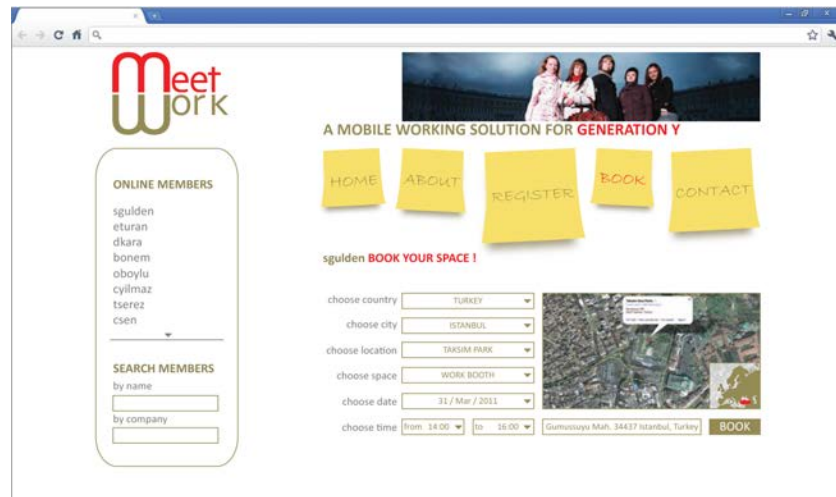 Meet
Work
A MOBILE WORKING SOLUTION FOR GENERATION Y
HOME
ABOUT
REGISTER
BOOK
CONTACT
ONLINE MEMBERS
sgulden
eturan
dkara
bonem
oboylu
cyilmaz
tserez
csen
SEARCH MEMBERS
by name
by company
sgulden BOOK YOUR SPACE !
choose country TURKEY
choose city ISTANBUL
choose location TAKSIM PARK
choose space WORK BOOTH
choose date 31 / Mar / 2011
choose time from 14:00 to 16:00 Gumussuyu Mah. 34437 Istanbul, Turkey BOOK